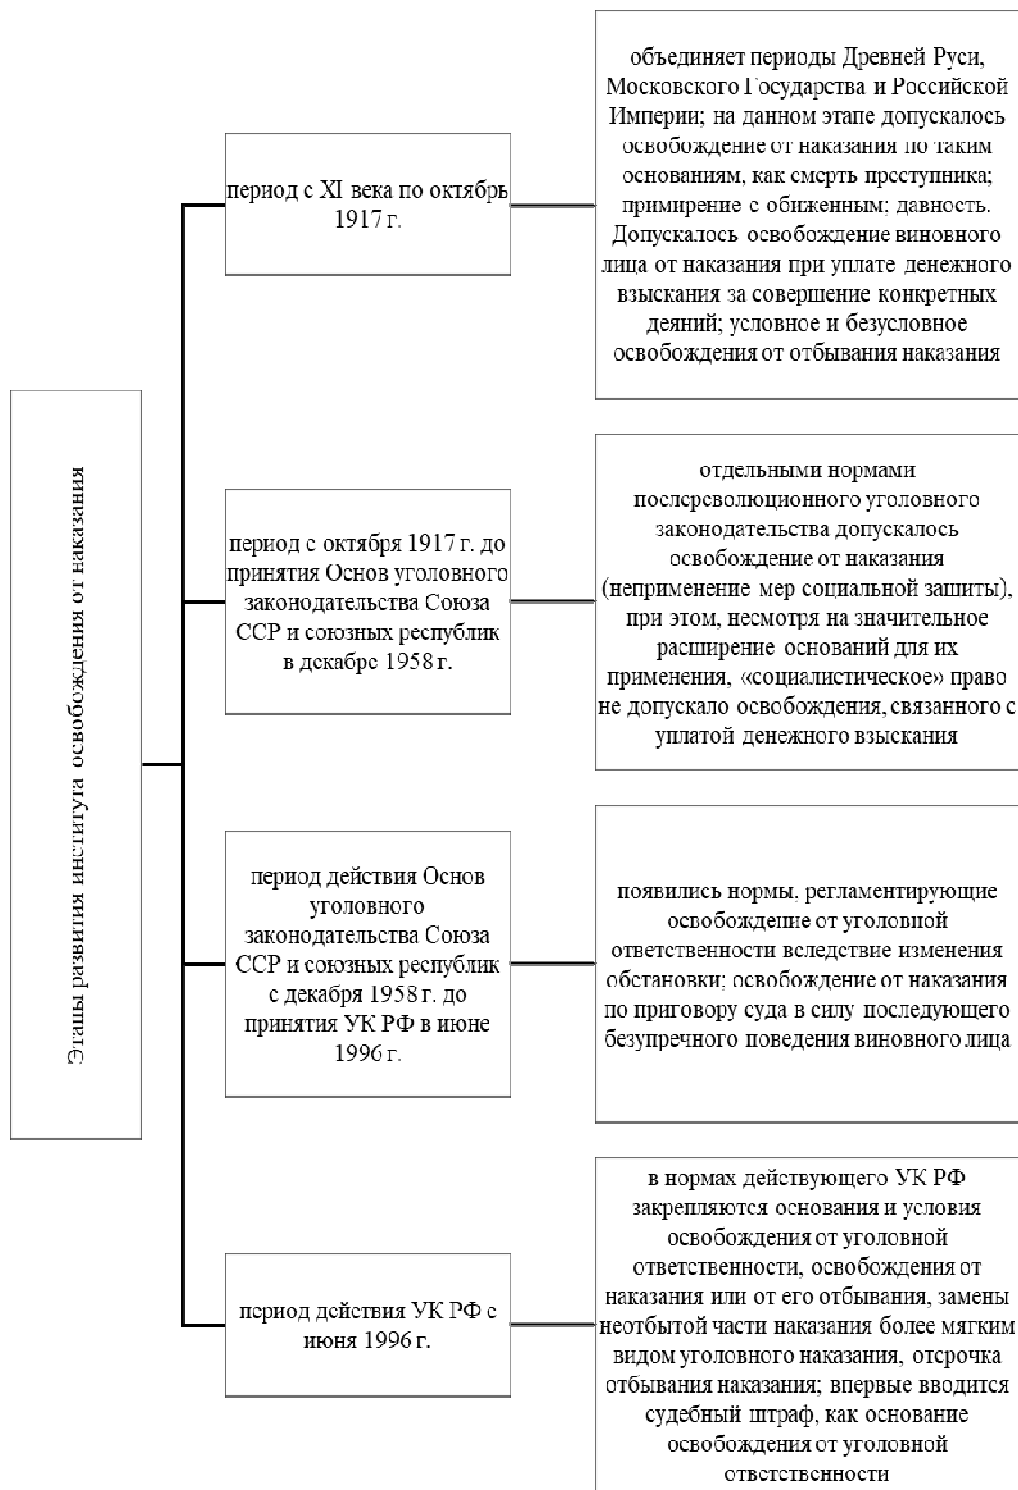 Этапы развития института освобождения от наказания
период с XI века по октябрь
1917 г.
объединяет периоды Древней Руси,
Московского Государства и Российской
Империи; на данном этапе допускалось
освобождение от наказания по таким
основаниям, как смерть преступника;
примирение с обиженным; давность.
Допускалось освобождение виновного
лица от наказания при уплате денежного
взыскания за совершение конкретных
деяний; условное и безусловное
освобождения от отбывания наказания
период с октября 1917 г. до
принятия Основ уголовного
законодательства Союза
ССР и союзных республик
в декабре 1958 г.
отдельными нормами
послереволюционного уголовного
законодательства допускалось
освобождение от наказания
(неприменение мер социальной защиты),
при этом, несмотря на значительное
расширение оснований для их
применения, «социалистическое» право
не допускало освобождения, связанного с
уплатой денежного взыскания
период действия Основ
уголовного
законодательства Союза
ССР и союзных республик
с декабря 1958 г. до
принятия УК РФ в июне
1996 г.
появились нормы, регламентирующие
освобождение от уголовной
ответственности вследствие изменения
обстановки; освобождение от наказания
по приговору суда в силу последующего
безупречного поведения виновного лица
период действия УК РФ с
июня 1996 г.
в нормах действующего УК РФ
закрепляются основания и условия
освобождения от уголовной
ответственности, освобождения от
наказания или от его отбывания, замены
неотбытой части наказания более мягким
видом уголовного наказания, отсрочка
отбывания наказания; впервые вводится
судебный штраф, как основание
освобождения от уголовной
ответственности